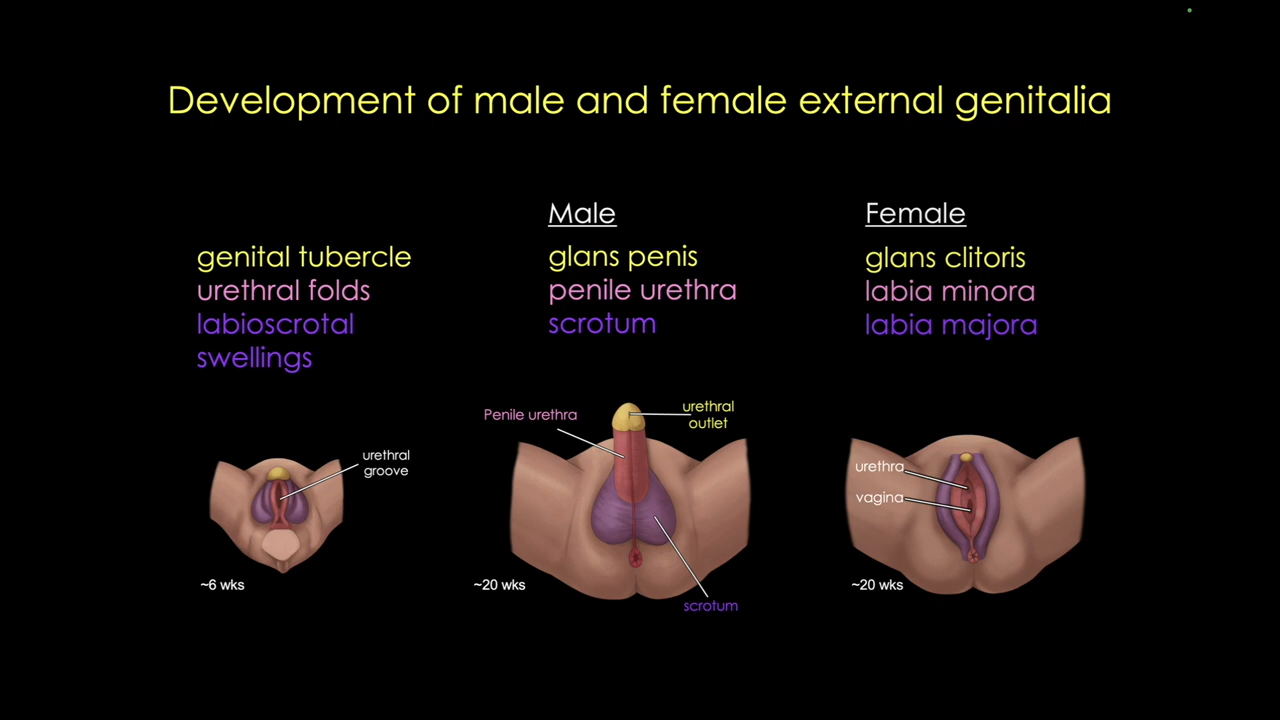 Development of male and female external genitalia
genital tubercle
urethral folds
labioscrotal
swellings
Male
glans penis
penile urethra
scrotum
Female
glans clitoris
labia minora
labia majora
urethral
groove
~6 wks
Penile urethra
urethral
outlet
scrotum
~20 wks
urethra
vagina
~20 wks